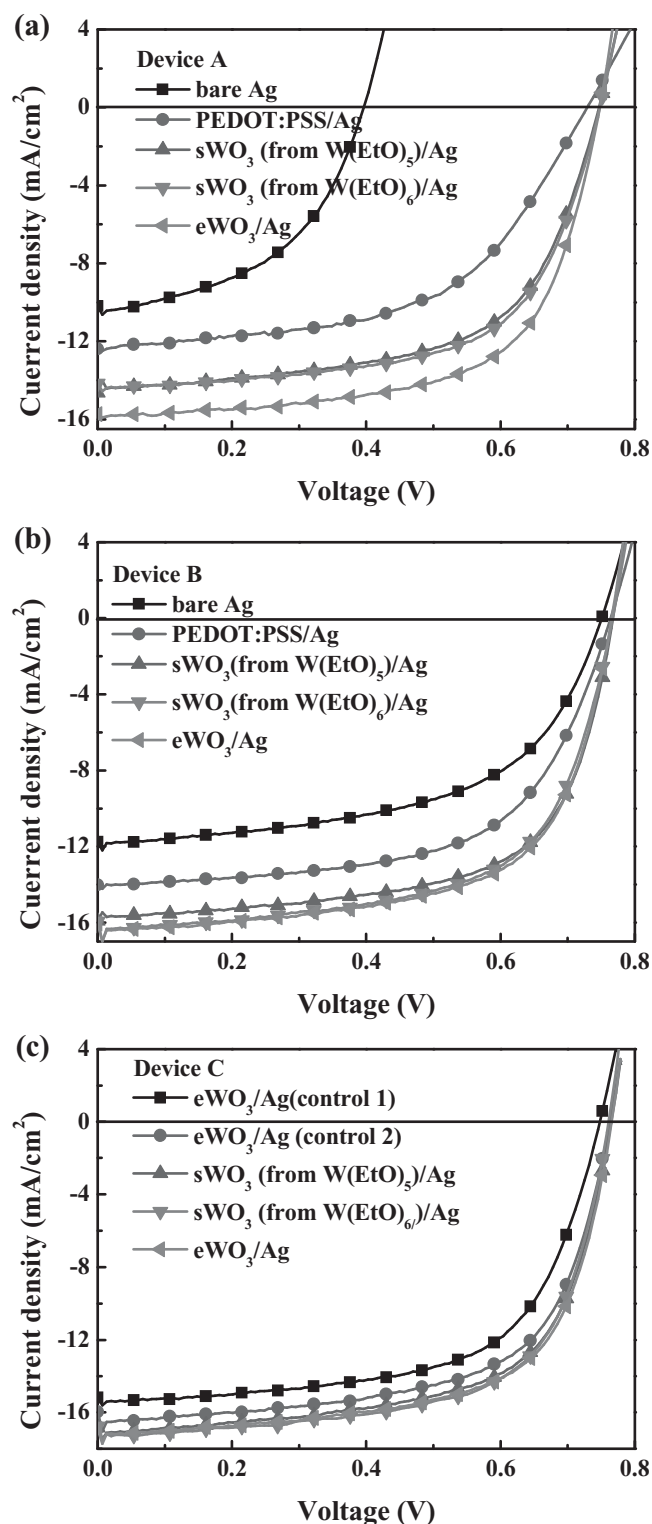 (a)
Device A
bare Ag
PEDOT:PSS/Ag
sWO₃ (from W(EtO)₅)/Ag
sWO₃ (from W(EtO)₆)/Ag
eWO₃/Ag
Cuerrent density (mA/cm²)
4
0
-4
-8
-12
-16
0.0 0.2 0.4 0.6 0.8
Voltage (V)
(b)
Device B
bare Ag
PEDOT:PSS/Ag
sWO₃(from W(EtO)₅)/Ag
sWO₃(from W(EtO)₆)/Ag
eWO₃/Ag
Cuerrent density (mA/cm²)
4
0
-4
-8
-12
-16
0.0 0.2 0.4 0.6 0.8
Voltage (V)
(c)
Device C
eWO₃/Ag(control 1)
eWO₃/Ag (control 2)
sWO₃ (from W(EtO)₅)/Ag
sWO₃ (from W(EtO)₆/)/Ag
eWO₃/Ag
Current density (mA/cm²)
4
0
-4
-8
-12
-16
0.0 0.2 0.4 0.6 0.8
Voltage (V)